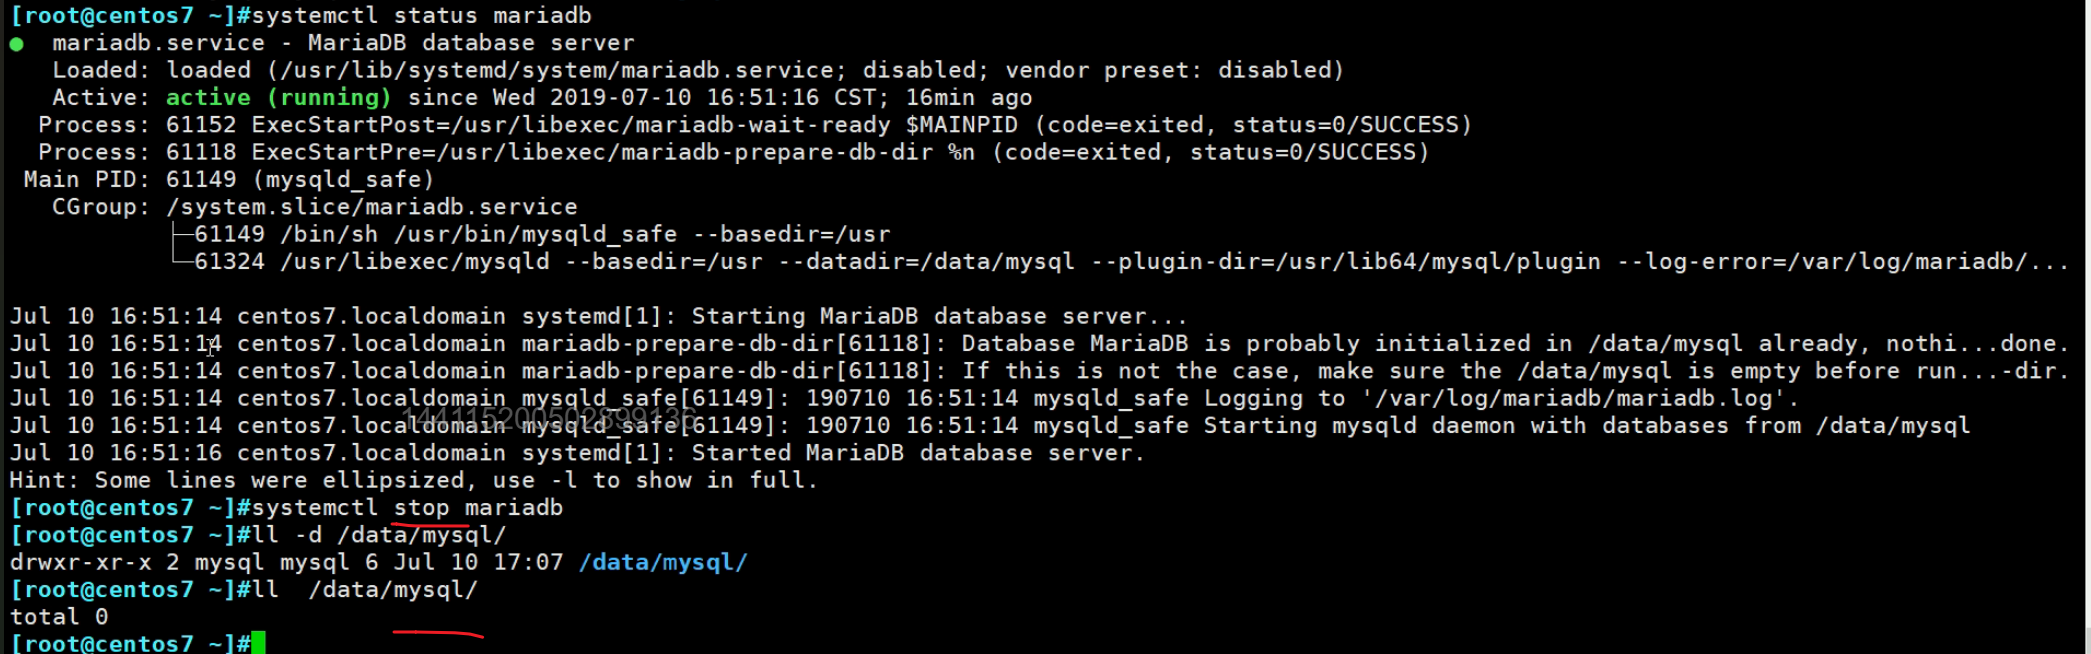 [root@centos7 ~]#systemctl status mariadb
● mariadb.service - MariaDB database server
Loaded: loaded (/usr/lib/systemd/system/mariadb.service; disabled; vendor preset: disabled)
Active: active (running) since Wed 2019-07-10 16:51:16 CST; 16min ago
Process: 61152 ExecStartPost=/usr/libexec/mariadb-wait-ready $MAINPID (code=exited, status=0/SUCCESS)
Process: 61118 ExecStartPre=/usr/libexec/mariadb-prepare-db-dir %n (code=exited, status=0/SUCCESS)
Main PID: 61149 (mysqld_safe)
CGroup: /system.slice/mariadb.service
├─61149 /bin/sh /usr/bin/mysqld_safe --basedir=/usr
└─61324 /usr/libexec/mysqld --basedir=/usr --datadir=/data/mysql --plugin-dir=/usr/lib64/mysql/plugin --log-error=/var/log/mariadb/...
Jul 10 16:51:14 centos7.localdomain systemd[1]: Starting MariaDB database server...
Jul 10 16:51:14 centos7.localdomain mariadb-prepare-db-dir[61118]: Database MariaDB is probably initialized in /data/mysql already, nothi...done.
Jul 10 16:51:14 centos7.localdomain mariadb-prepare-db-dir[61118]: If this is not the case, make sure the /data/mysql is empty before run...-dir.
Jul 10 16:51:14 centos7.localdomain mysqld_safe[61149]: 190710 16:51:14 mysqld_safe Logging to '/var/log/mariadb/mariadb.log'.
144115200502899136
Jul 10 16:51:14 centos7.localdomain mysqld_safe[61149]: 190710 16:51:14 mysqld_safe Starting mysqld daemon with databases from /data/mysql
Jul 10 16:51:16 centos7.localdomain systemd[1]: Started MariaDB database server.
Hint: Some lines were ellipsized, use -l to show in full.
[root@centos7 ~]#systemctl stop mariadb
[root@centos7 ~]#ll -d /data/mysql/
drwxr-xr-x 2 mysql mysql 6 Jul 10 17:07 /data/mysql/
[root@centos7 ~]#ll  /data/mysql/
total 0
[root@centos7 ~]#